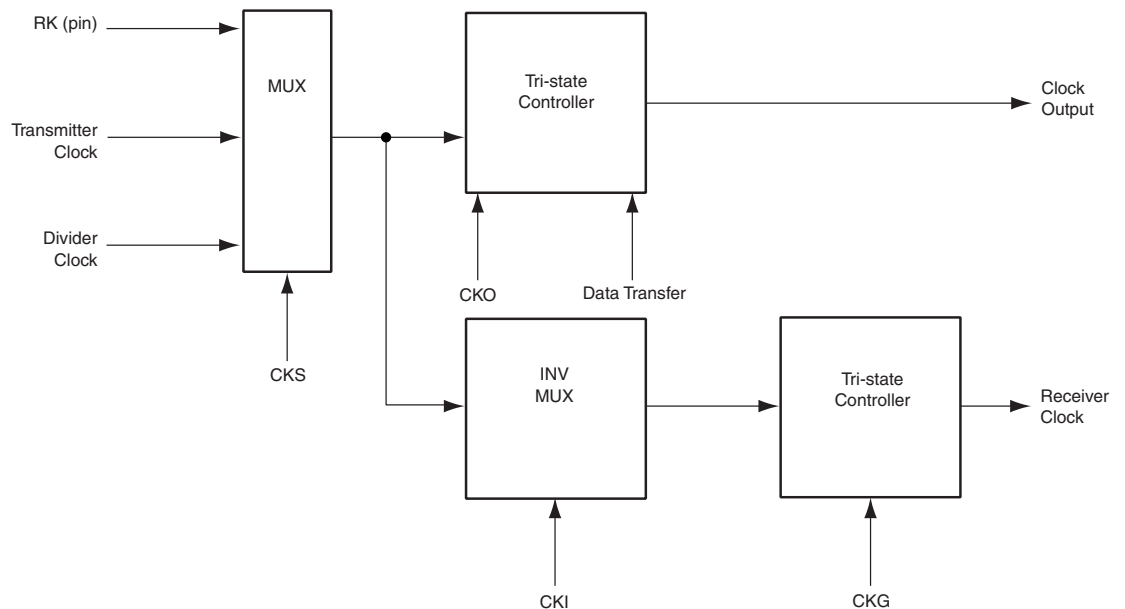 RK (pin)
MUX
Tri-state
Controller
Clock
Output
Transmitter
Clock
Divider
Clock
CKO
Data Transfer
CKS
INV
MUX
Tri-state
Controller
Receiver
Clock
CKI
CKG